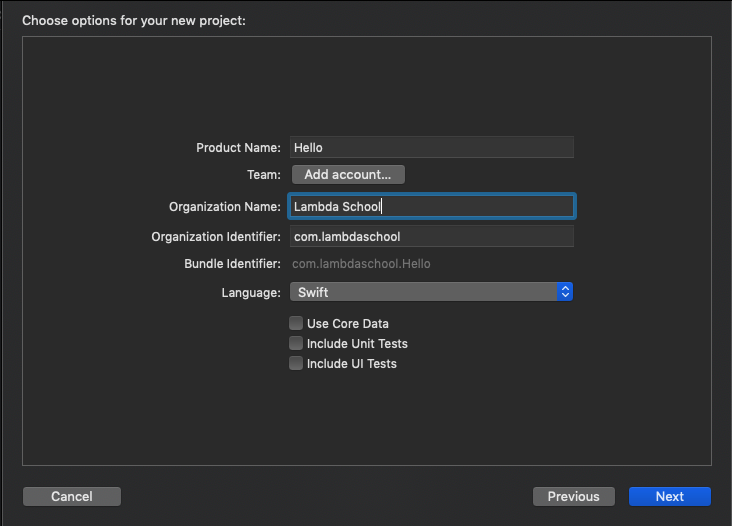 Choose options for your new project:
Product Name: Hello
Team: Add account...
Organization Name: Lambda School
Organization Identifier: com.lambdaschool
Bundle Identifier: com.lambdaschool.Hello
Language: Swift
Use Core Data
Include Unit Tests
Include UI Tests
Cancel Previous Next